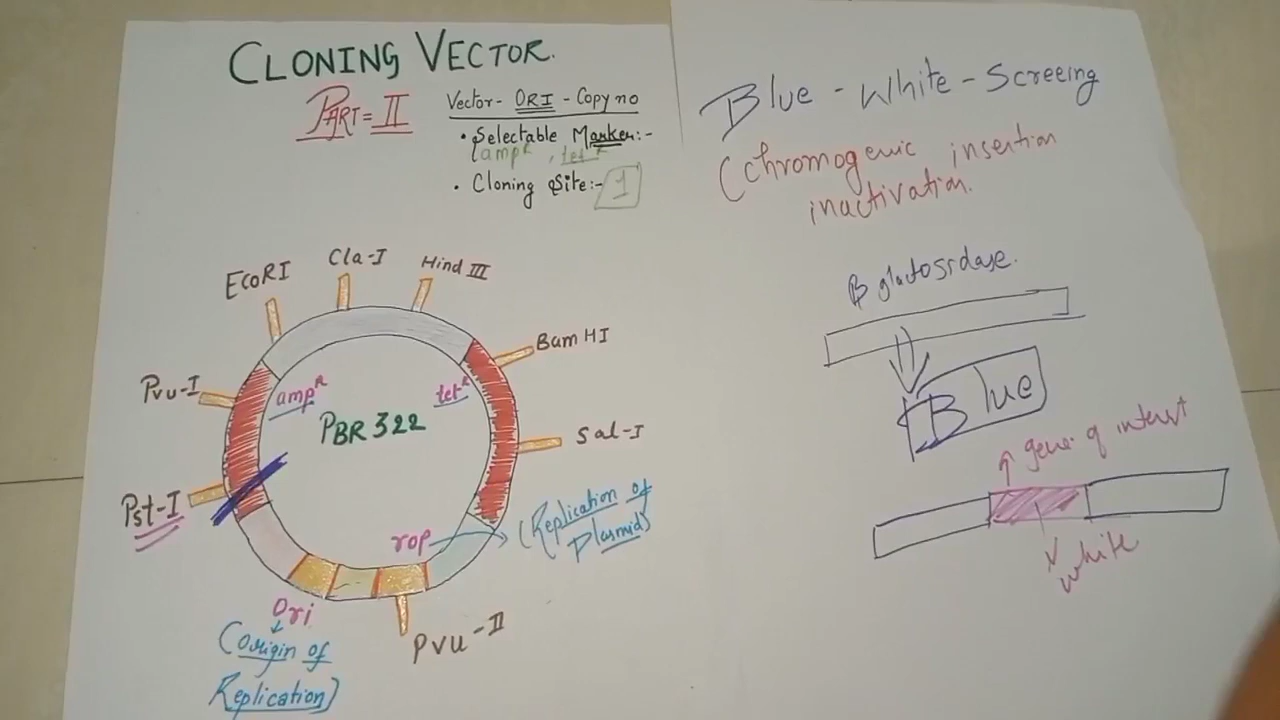 CLONING VECTOR.
PART=II
Vector- ORI - Copy no
• Selectable Marker:-
(ampR, tetR
• Cloning Site:- 1
EcoRI
Cla-I
Hind III
Bam HI
Pvu-I
ampR
tetR
PBR 322
Sal-I
Pst-I
rop
(Replication of
Plasmid)
Ori
(Origin of
Replication)
Pvu-II
Blue - White - Screeing
(chromogenic insertion
inactivation.
β glactosidase.
Blue
gene of interst
white